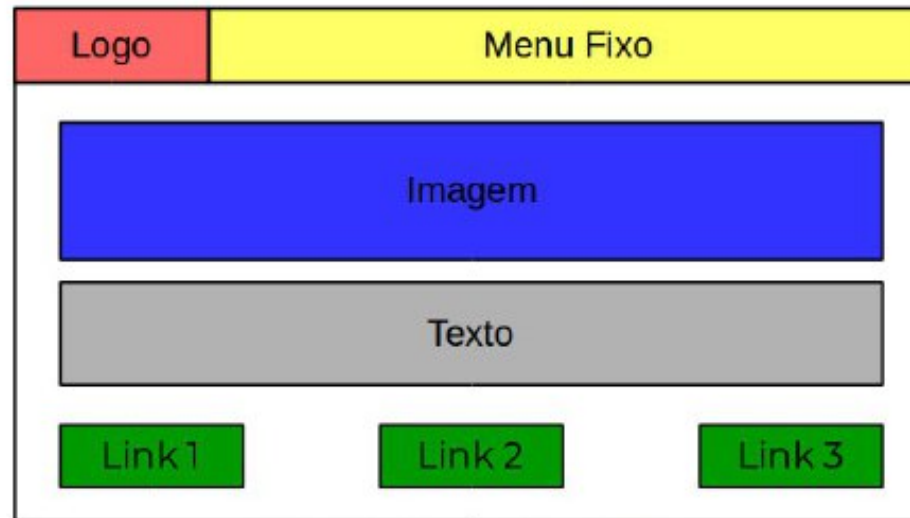 Logo
Menu Fixo
Imagem
Texto
Link 1
Link 2
Link 3